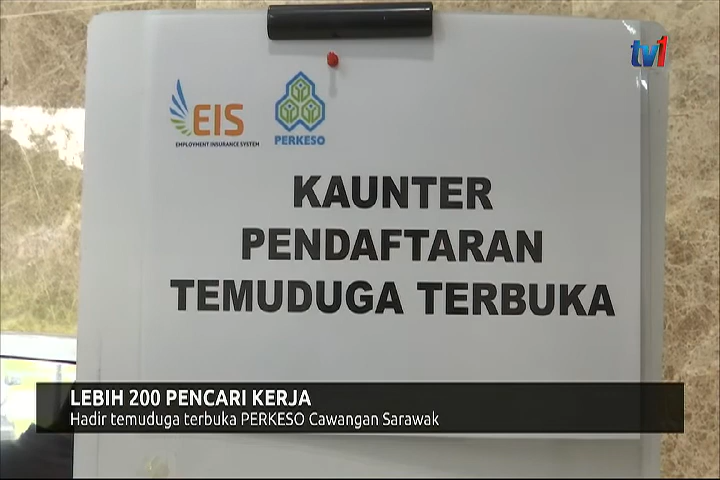 tv1
EIS
EMPLOYMENT INSURANCE SYSTEM
PERKESO
KAUNTER
PENDAFTARAN
TEMUDUGA TERBUKA
LEBIH 200 PENCARI KERJA
Hadir temuduga terbuka PERKESO Cawangan Sarawak